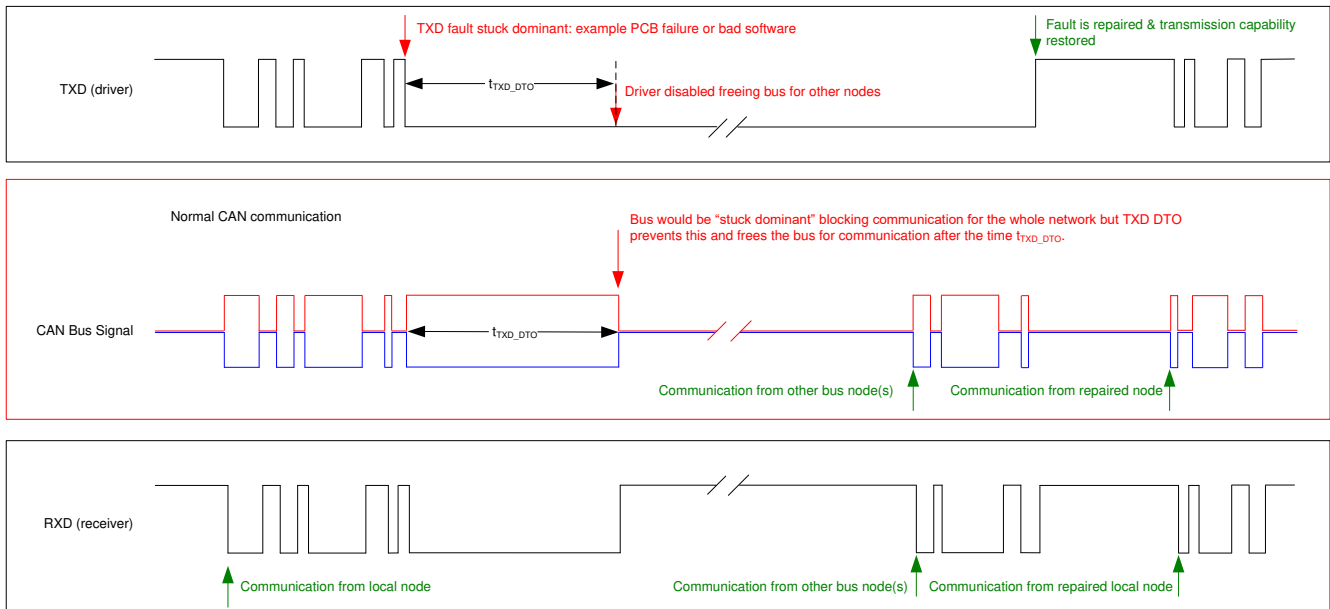 TXD fault stuck dominant: example PCB failure or bad software
Fault is repaired & transmission capability
restored
TXD (driver)
tTXD_DTO
Driver disabled freeing bus for other nodes
Normal CAN communication
Bus would be “stuck dominant” blocking communication for the whole network but TXD DTO
prevents this and frees the bus for communication after the time tTXD_DTO.
CAN Bus Signal
tTXD_DTO
Communication from other bus node(s)
Communication from repaired node
RXD (receiver)
Communication from local node
Communication from other bus node(s)
Communication from repaired local node